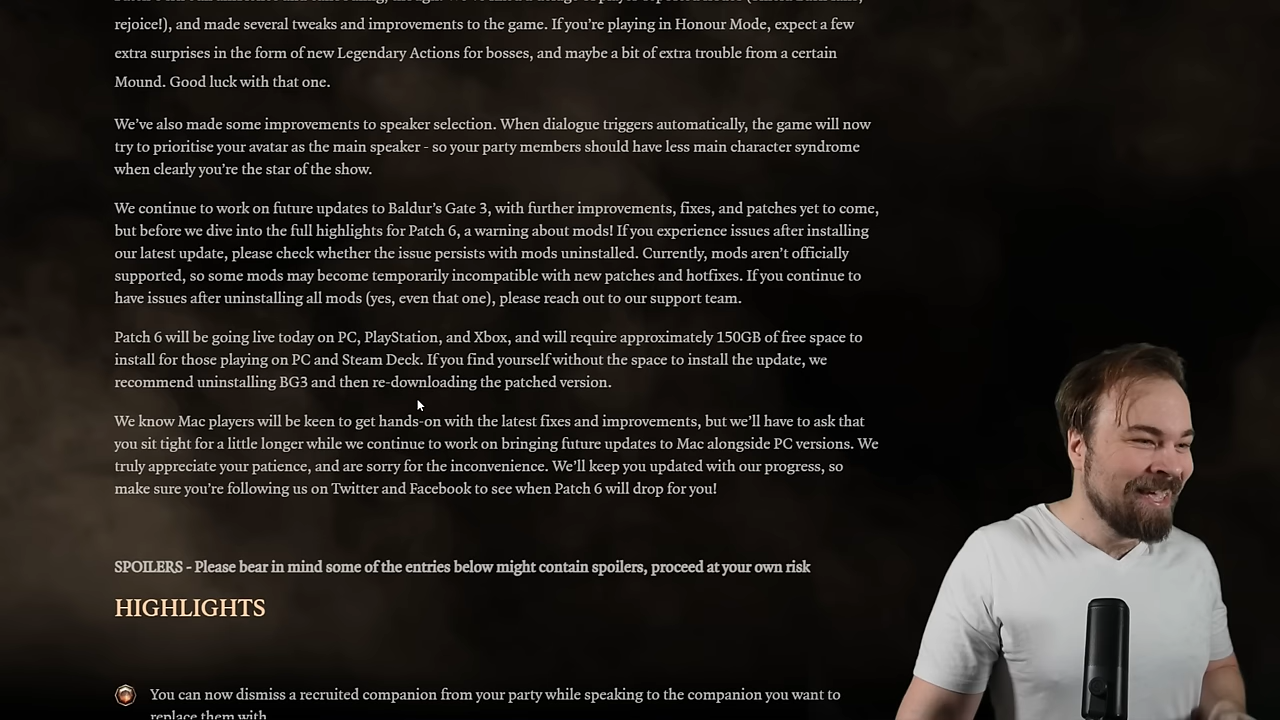 rejoice!), and made several tweaks and improvements to the game. If you're playing in Honour Mode, expect a few
extra surprises in the form of new Legendary Actions for bosses, and maybe a bit of extra trouble from a certain
Mound. Good luck with that one.
We've also made some improvements to speaker selection. When dialogue triggers automatically, the game will now
try to prioritise your avatar as the main speaker - so your party members should have less main character syndrome
when clearly you're the star of the show.
We continue to work on future updates to Baldur's Gate 3, with further improvements, fixes, and patches yet to come,
but before we dive into the full highlights for Patch 6, a warning about mods! If you experience issues after installing
our latest update, please check whether the issue persists with mods uninstalled. Currently, mods aren't officially
supported, so some mods may become temporarily incompatible with new patches and hotfixes. If you continue to
have issues after uninstalling all mods (yes, even that one), please reach out to our support team.
Patch 6 will be going live today on PC, PlayStation, and Xbox, and will require approximately 150GB of free space to
install for those playing on PC and Steam Deck. If you find yourself without the space to install the update, we
recommend uninstalling BG3 and then re-downloading the patched version.
We know Mac players will be keen to get hands-on with the latest fixes and improvements, but we'll have to ask that
you sit tight for a little longer while we continue to work on bringing future updates to Mac alongside PC versions. We
truly appreciate your patience, and are sorry for the inconvenience. We'll keep you updated with our progress, so
make sure you're following us on Twitter and Facebook to see when Patch 6 will drop for you!
SPOILERS - Please bear in mind some of the entries below might contain spoilers, proceed at your own risk
HIGHLIGHTS
You can now dismiss a recruited companion from your party while speaking to the companion you want to
replace them with